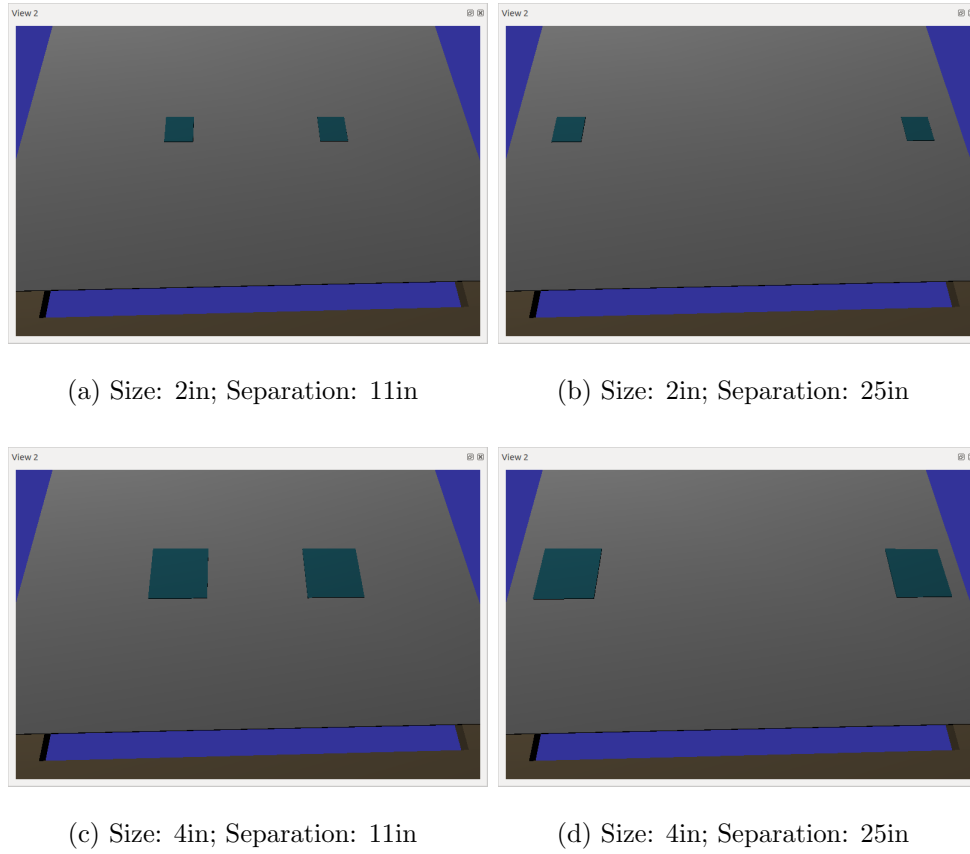 View 2
View 2
(a) Size: 2in; Separation: 11in
(b) Size: 2in; Separation: 25in
View 2
View 2
(c) Size: 4in; Separation: 11in
(d) Size: 4in; Separation: 25in